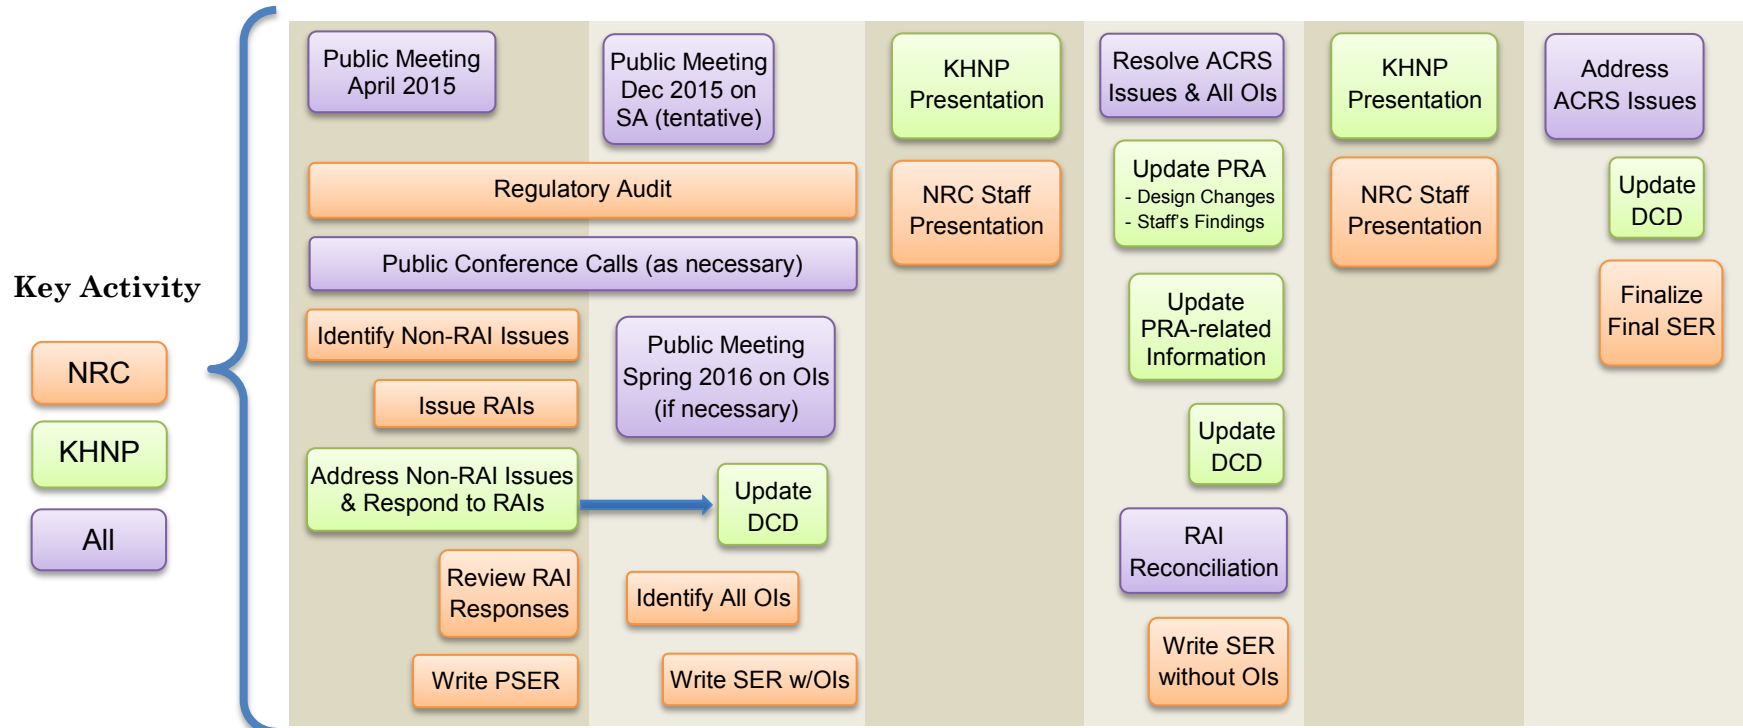 Key Activity
NRC
KHNP
All
Public Meeting
April 2015
Public Meeting
Dec 2015 on
SA (tentative)
Regulatory Audit
Public Conference Calls (as necessary)
Identify Non-RAI Issues
Issue RAIs
Address Non-RAI Issues
& Respond to RAIs
Review RAI
Responses
Write PSER
Public Meeting
Spring 2016 on OIs
(if necessary)
Update
DCD
Identify All OIs
Write SER w/OIs
KHNP
Presentation
NRC Staff
Presentation
Resolve ACRS
Issues & All OIs
Update PRA
- Design Changes
- Staff's Findings
Update
PRA-related
Information
Update
DCD
RAI
Reconciliation
Write SER
without OIs
KHNP
Presentation
NRC Staff
Presentation
Address
ACRS Issues
Update
DCD
Finalize
Final SER